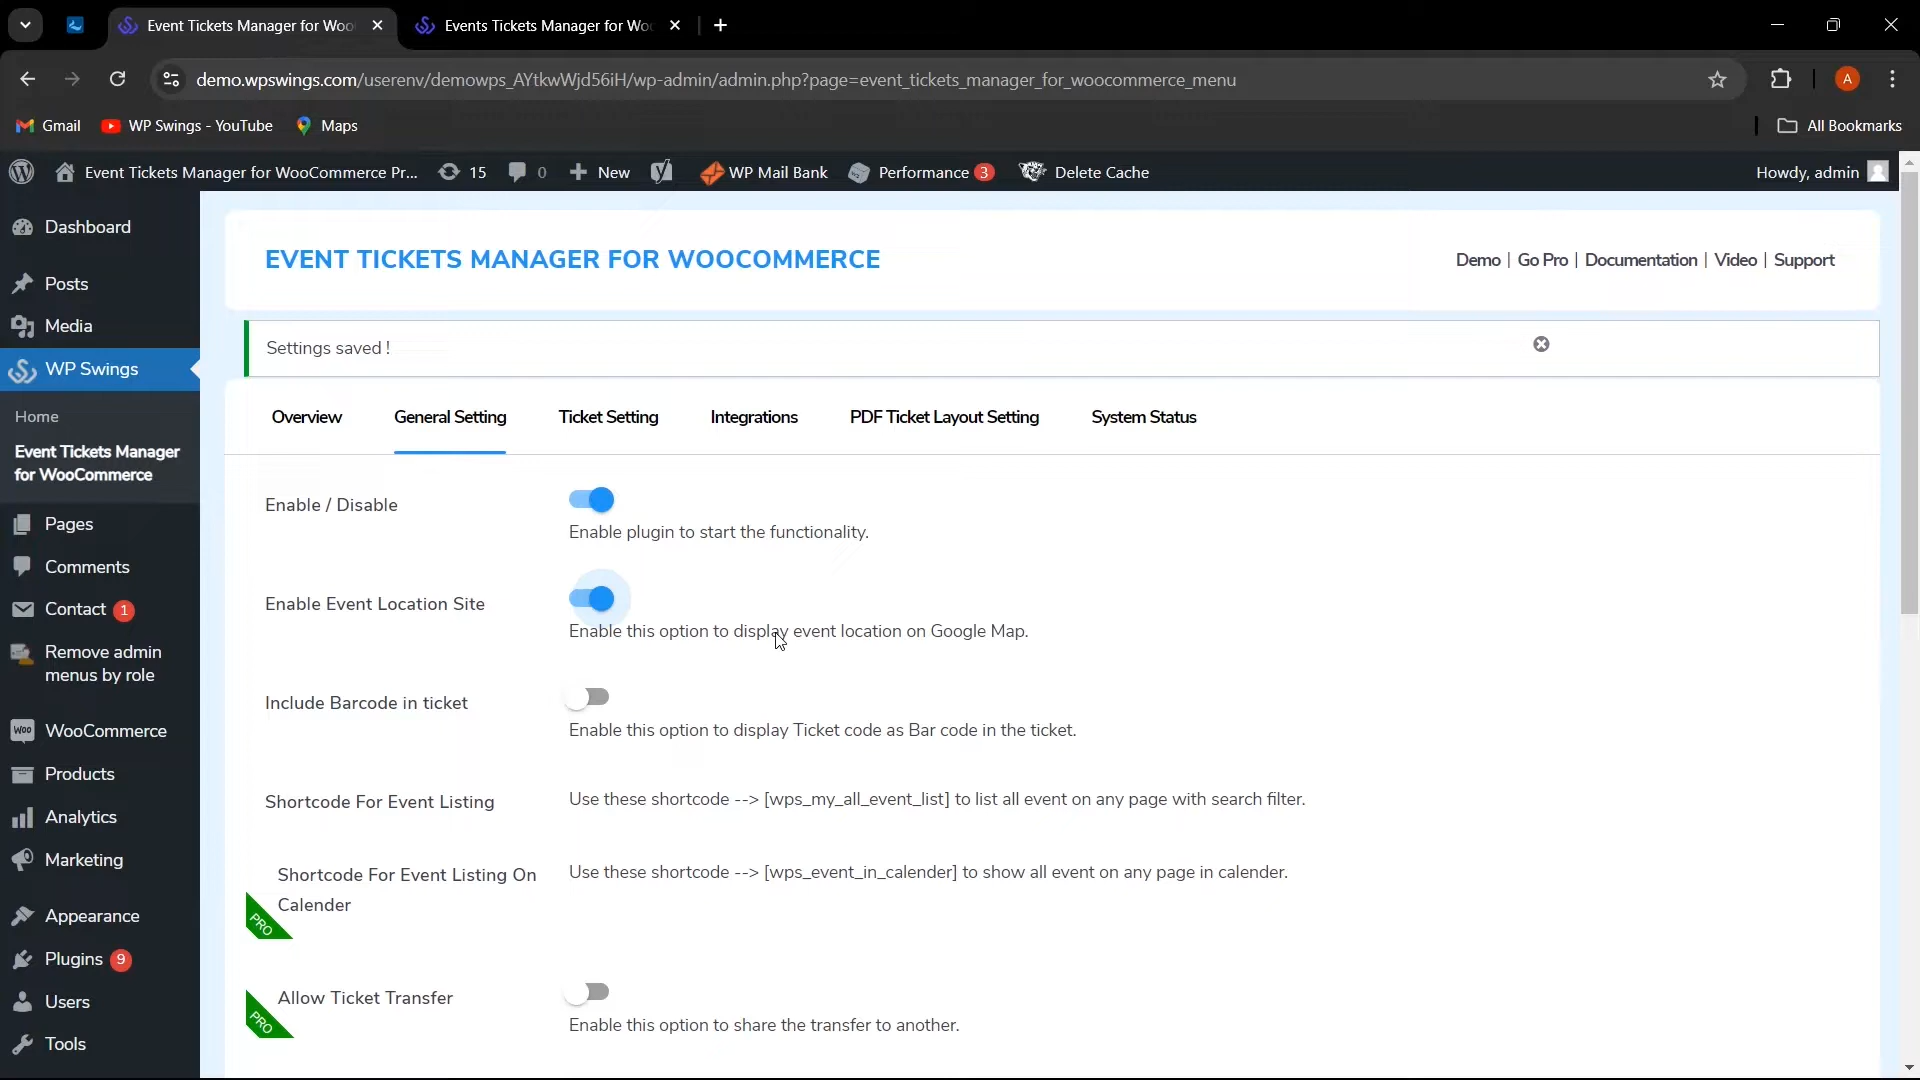 Event Tickets Manager for Woo
Events Tickets Manager for Wo
demo.wpswings.com/userenv/demowps_AYtkwWjd56iH/wp-admin/admin.php?page=event_tickets_manager_for_woocommerce_menu
A
Gmail
WP Swings - YouTube
Maps
All Bookmarks
Event Tickets Manager for WooCommerce Pr...
15
0
New
WP Mail Bank
Performance 3
Delete Cache
Howdy, admin
Dashboard
Posts
Media
WP Swings
Home
Event Tickets Manager
for WooCommerce
Pages
Comments
Contact 1
Remove admin
menus by role
Woo WooCommerce
Products
Analytics
Marketing
Appearance
Plugins 9
Users
Tools
EVENT TICKETS MANAGER FOR WOOCOMMERCE
Demo | Go Pro | Documentation | Video | Support
Settings saved !
Overview
General Setting
Ticket Setting
Integrations
PDF Ticket Layout Setting
System Status
Enable / Disable
Enable plugin to start the functionality.
Enable Event Location Site
Enable this option to display event location on Google Map.
Include Barcode in ticket
Enable this option to display Ticket code as Bar code in the ticket.
Shortcode For Event Listing
Use these shortcode --> [wps_my_all_event_list] to list all event on any page with search filter.
Shortcode For Event Listing On
Calender
PRO
Use these shortcode --> [wps_event_in_calender] to show all event on any page in calender.
Allow Ticket Transfer
PRO
Enable this option to share the transfer to another.